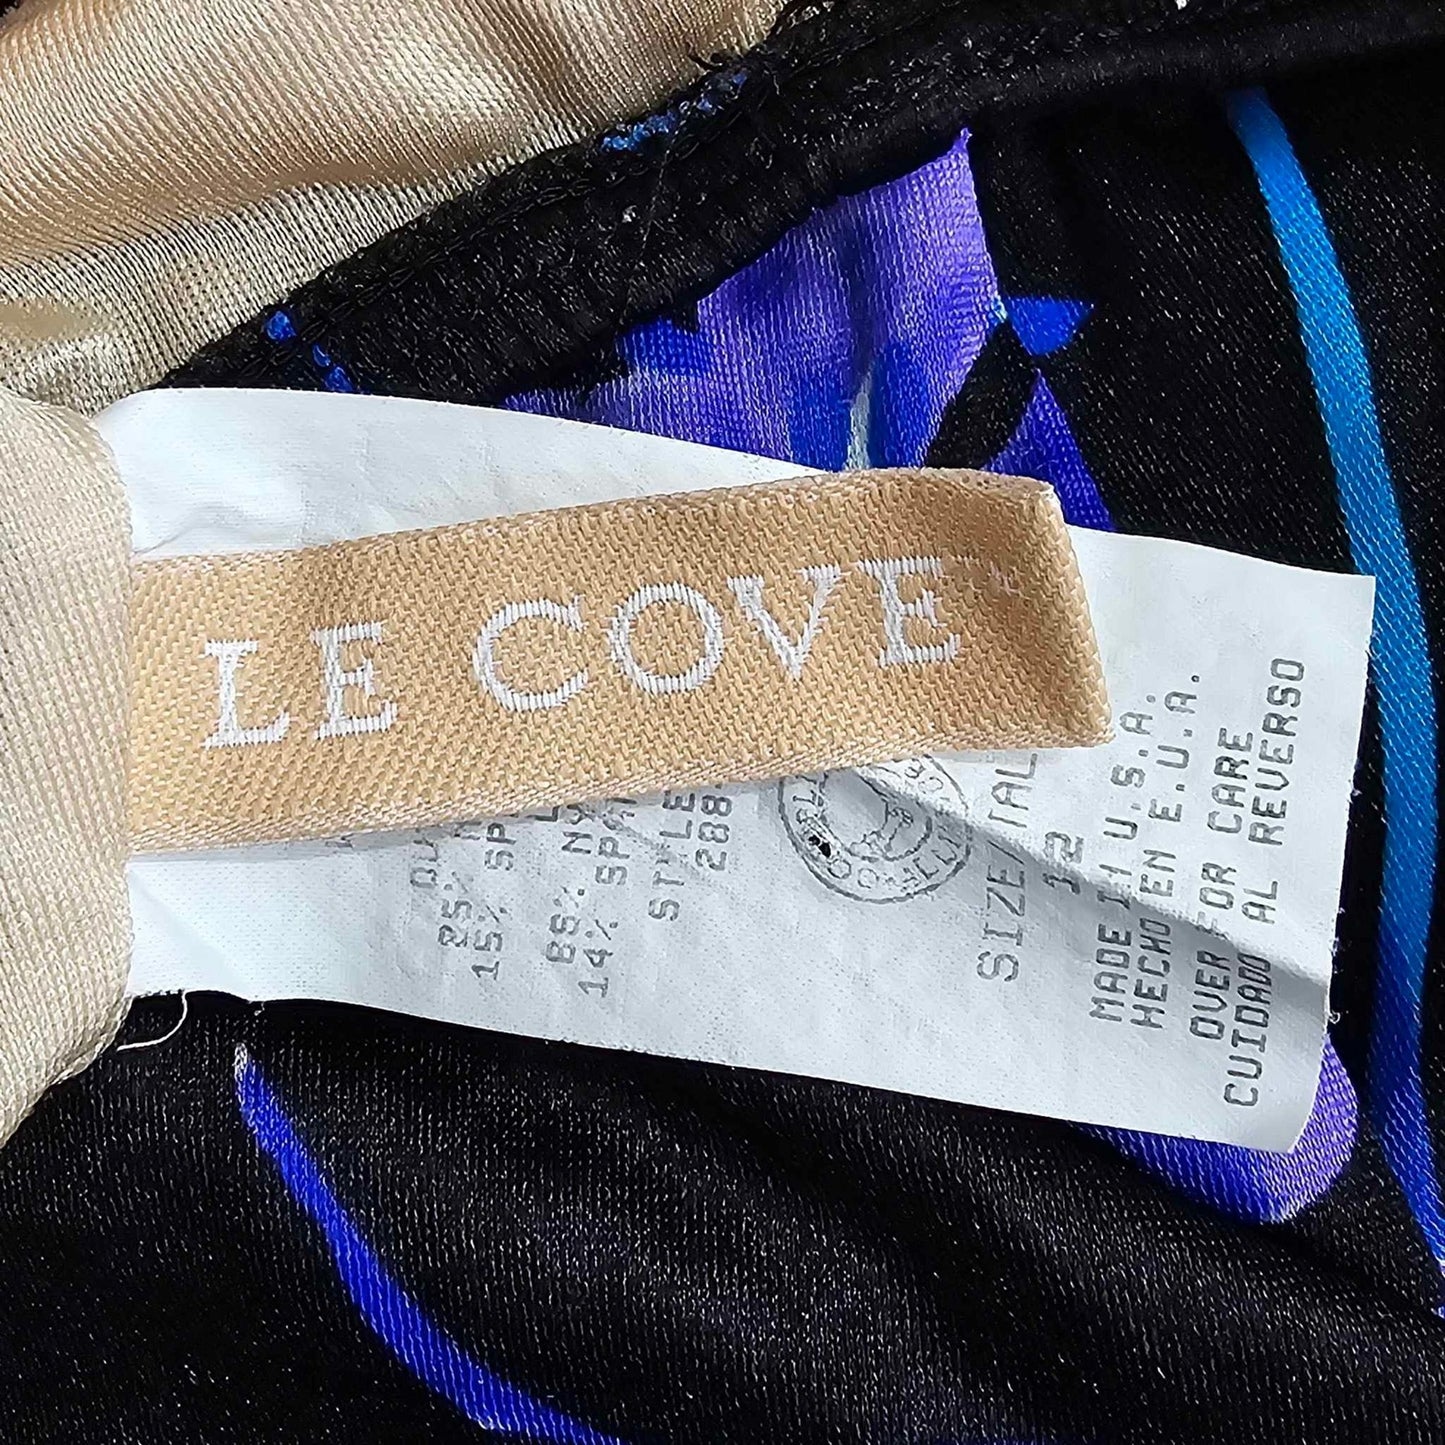 LE COVE
25%
15% SP
86%
14% SPA
STYLE
288
SIZE/TAL
12
MADE IN U.S.A.
HECHO EN E.U.A.
OVER FOR CARE
CUIDADO AL REVERSO